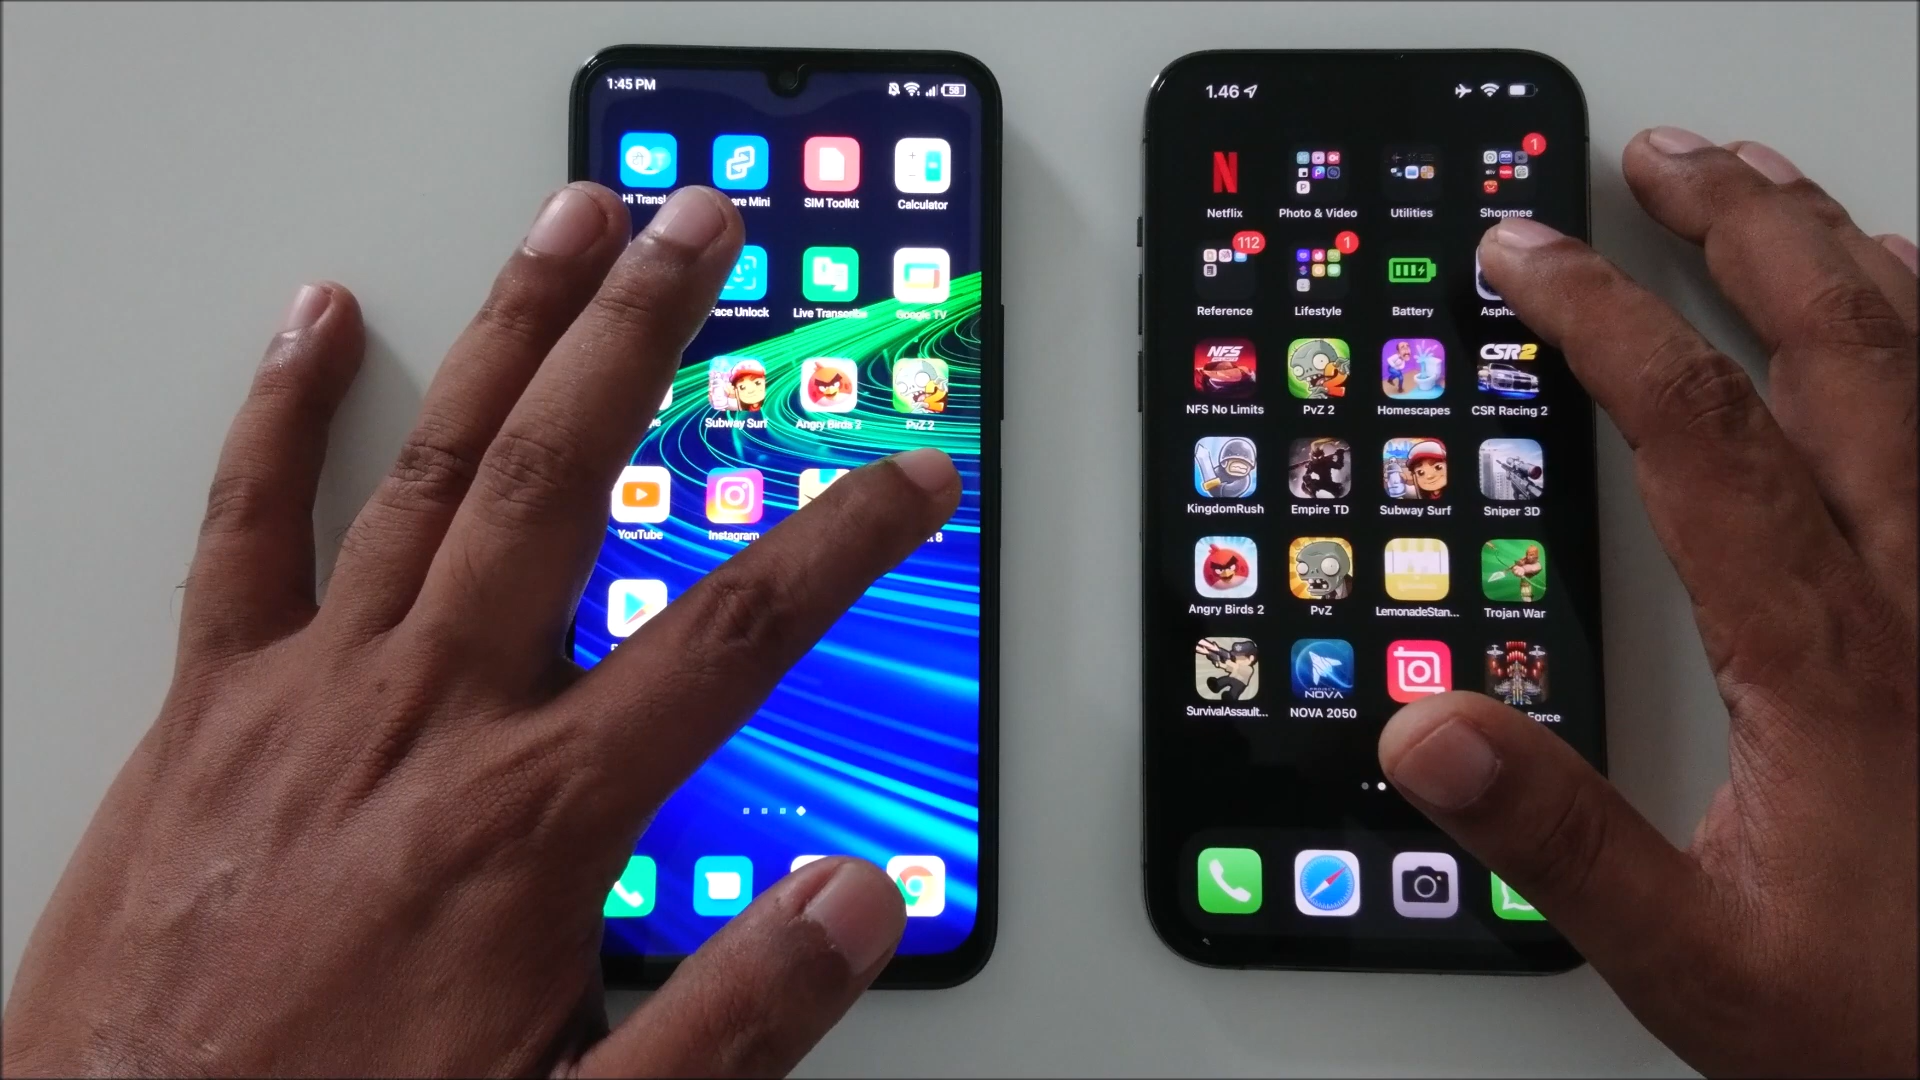 1:45 PM
58
SIM Toolkit
Calculator
Face Unlock
Live Transcribe
Google TV
Subway Surf
Angry Birds 2
PvZ 2
YouTube
Instagram
8
1.46
N
1
Netflix
Photo & Video
Utilities
Shopmee
112
1
Reference
Lifestyle
Battery
NFS
CSR2
NFS No Limits
PvZ 2
Homescapes
CSR Racing 2
KingdomRush
Empire TD
Subway Surf
Sniper 3D
Angry Birds 2
PvZ
LemonadeStan...
Trojan War
NOVA
SurvivalAssault...
NOVA 2050
Force